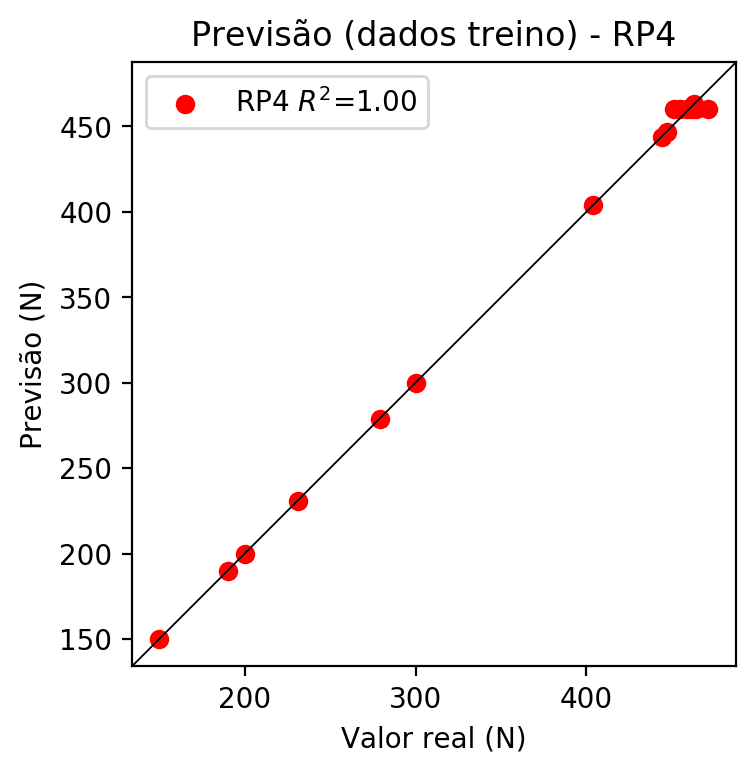 Previsão (dados treino) - RP4
RP4 R²=1.00
Previsão (N)
450
400
350
300
250
200
150
200
300
400
Valor real (N)